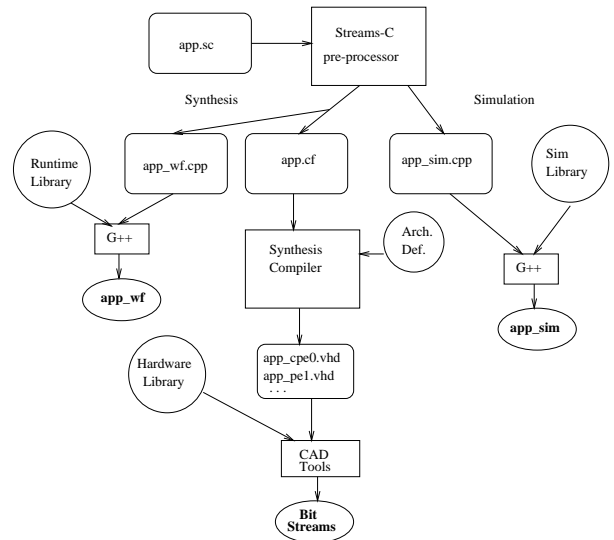 app.sc
Streams-C
pre-processor
Synthesis
Simulation
Runtime
Library
app_wf.cpp
app.cf
app_sim.cpp
Sim
Library
G++
Synthesis
Compiler
Arch.
Def.
G++
app_wf
app_sim
Hardware
Library
app_cpe0.vhd
app_pe1.vhd
. . .
CAD
Tools
Bit
Streams